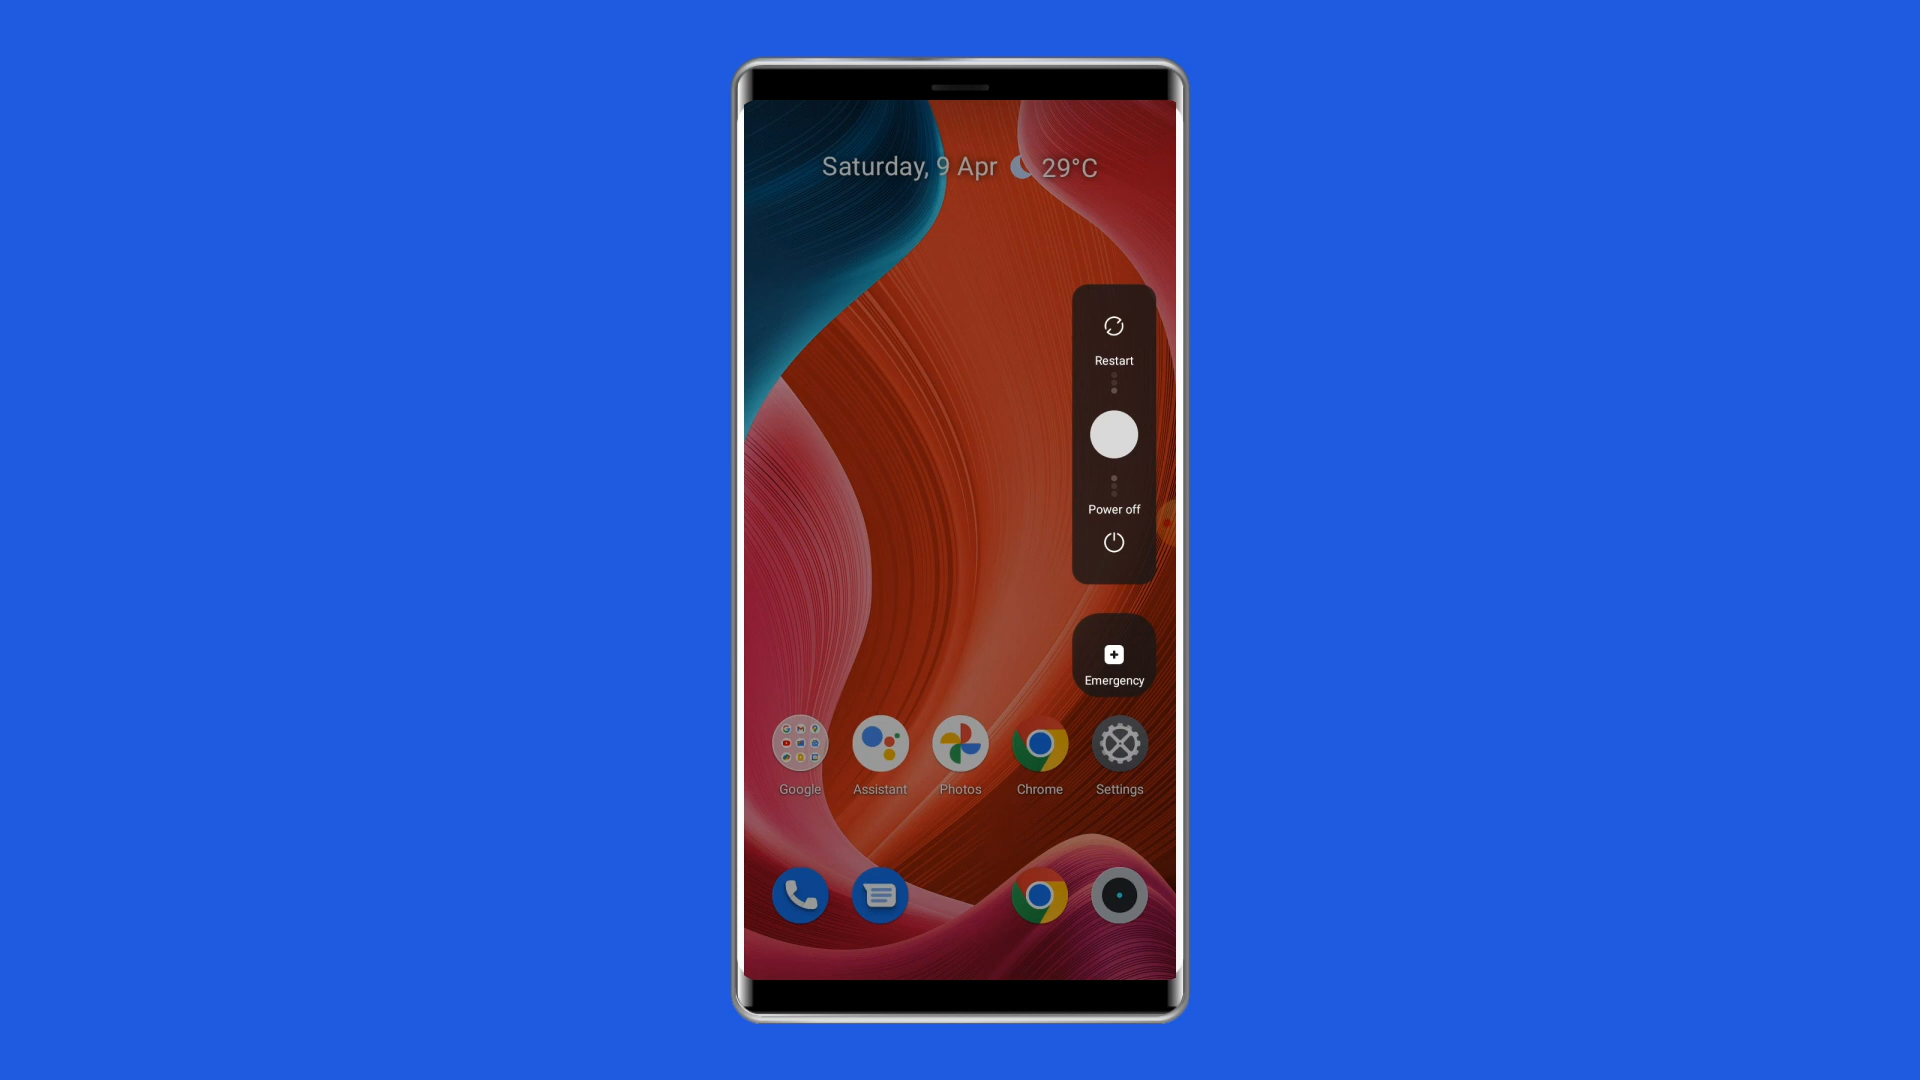 Saturday, 9 Apr 29°C
Restart
Power off
Emergency
Google Assistant Photos Chrome Settings